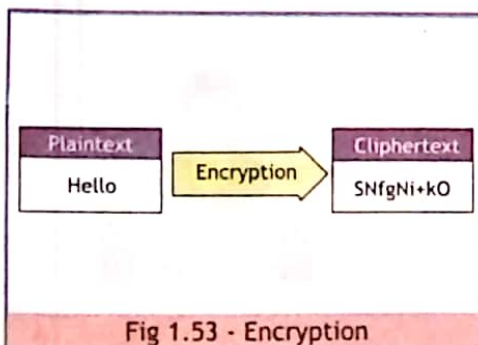 Plaintext
Hello
Encryption
Cliphertext
SNfgNi+kO
Fig 1.53 - Encryption